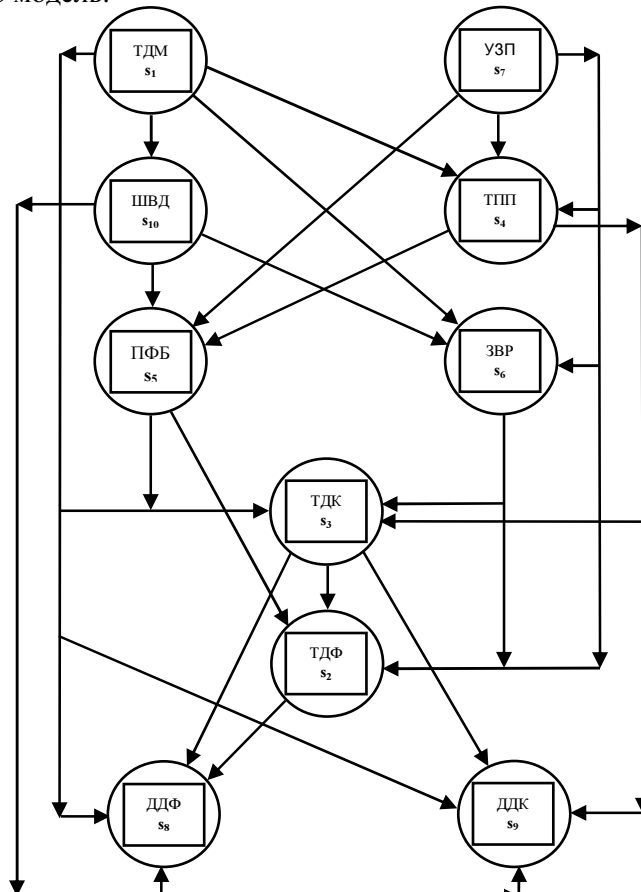 модель.
ТДМ
s1
УЗП
s7
ШВД
s10
ТПП
s4
ПФБ
s5
ЗВР
s6
ТДК
s3
ТДФ
s2
ДДФ
s8
ДДК
s9